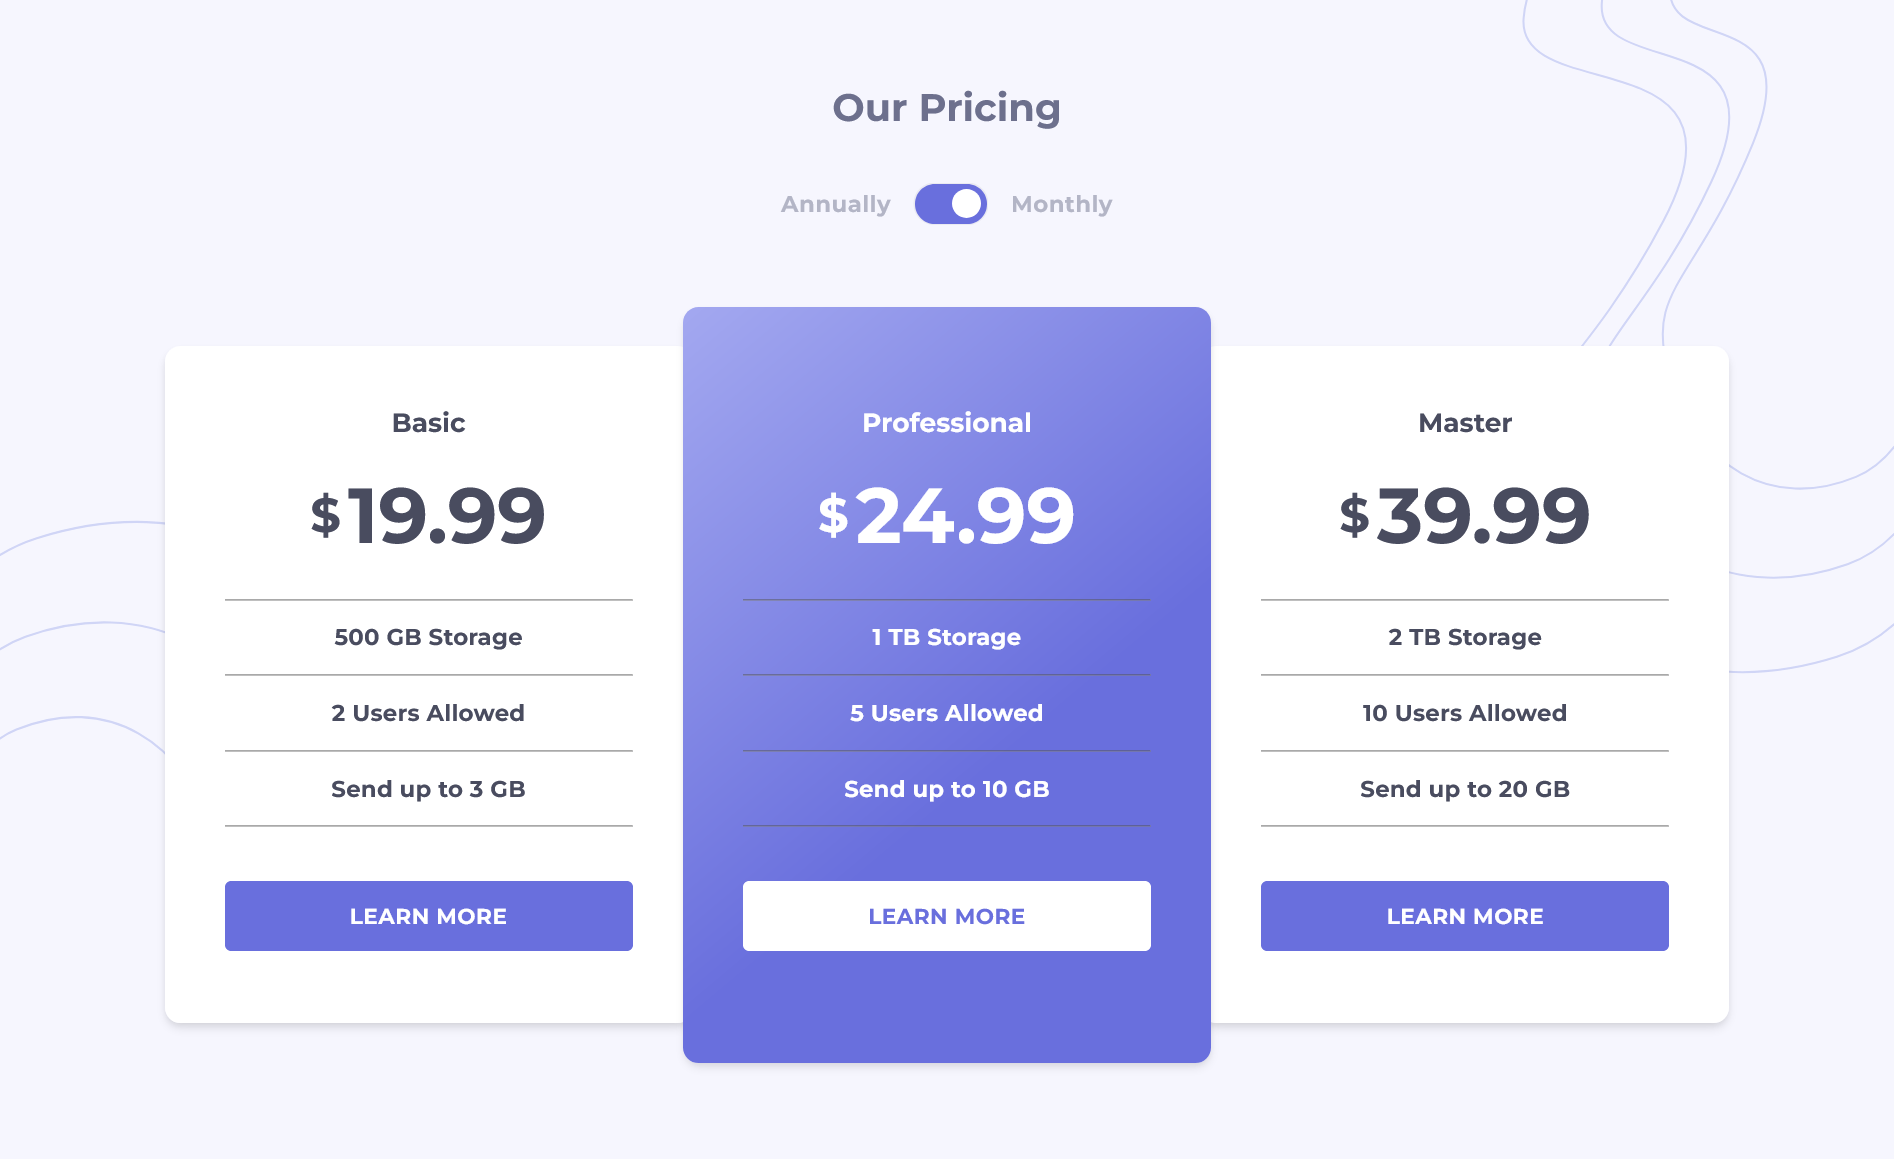 Our Pricing
Annually Monthly
Basic
$19.99
500 GB Storage
2 Users Allowed
Send up to 3 GB
LEARN MORE
Professional
$24.99
1 TB Storage
5 Users Allowed
Send up to 10 GB
LEARN MORE
Master
$39.99
2 TB Storage
10 Users Allowed
Send up to 20 GB
LEARN MORE